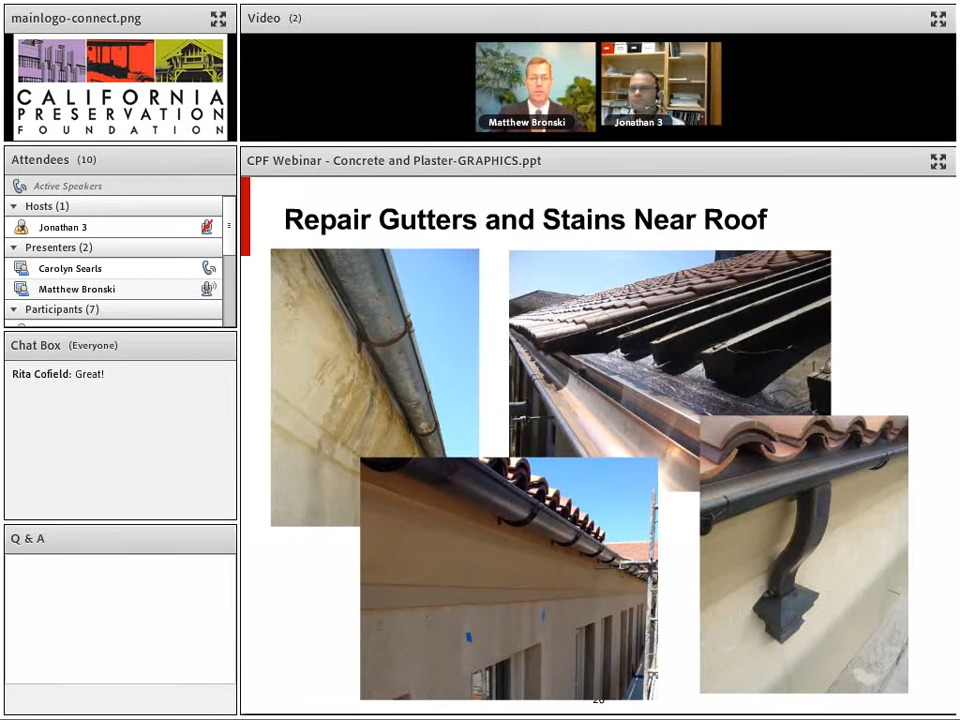 mainlogo-connect.png
CALIFORNIA
PRESERVATION
FOUNDATION
Attendees (10)
Active Speakers
Hosts (1)
Jonathan 3
Presenters (2)
Carolyn Searls
Matthew Bronski
Participants (7)
Chat Box (Everyone)
Rita Cofield: Great!
Q & A
Video (2)
Matthew Bronski
Jonathan 3
CPF Webinar - Concrete and Plaster-GRAPHICS.ppt
Repair Gutters and Stains Near Roof